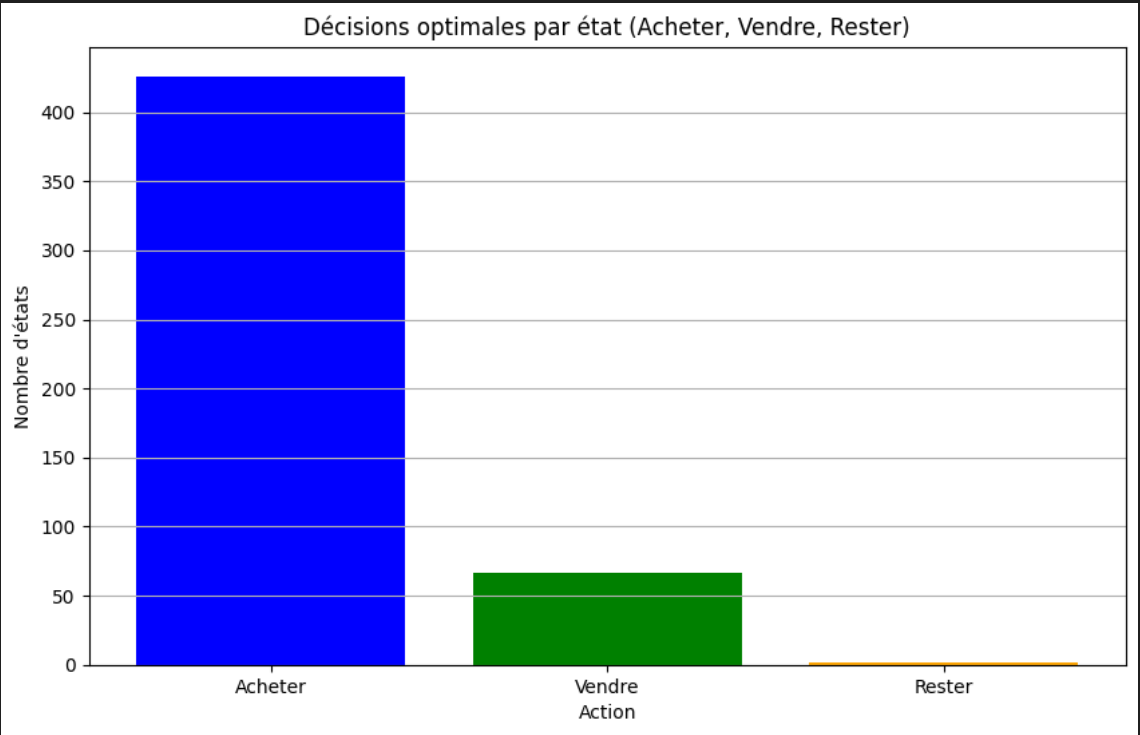 Décisions optimales par état (Acheter, Vendre, Rester)
Nombre d'états
400
350
300
250
200
150
100
50
0
Acheter
Vendre
Rester
Action